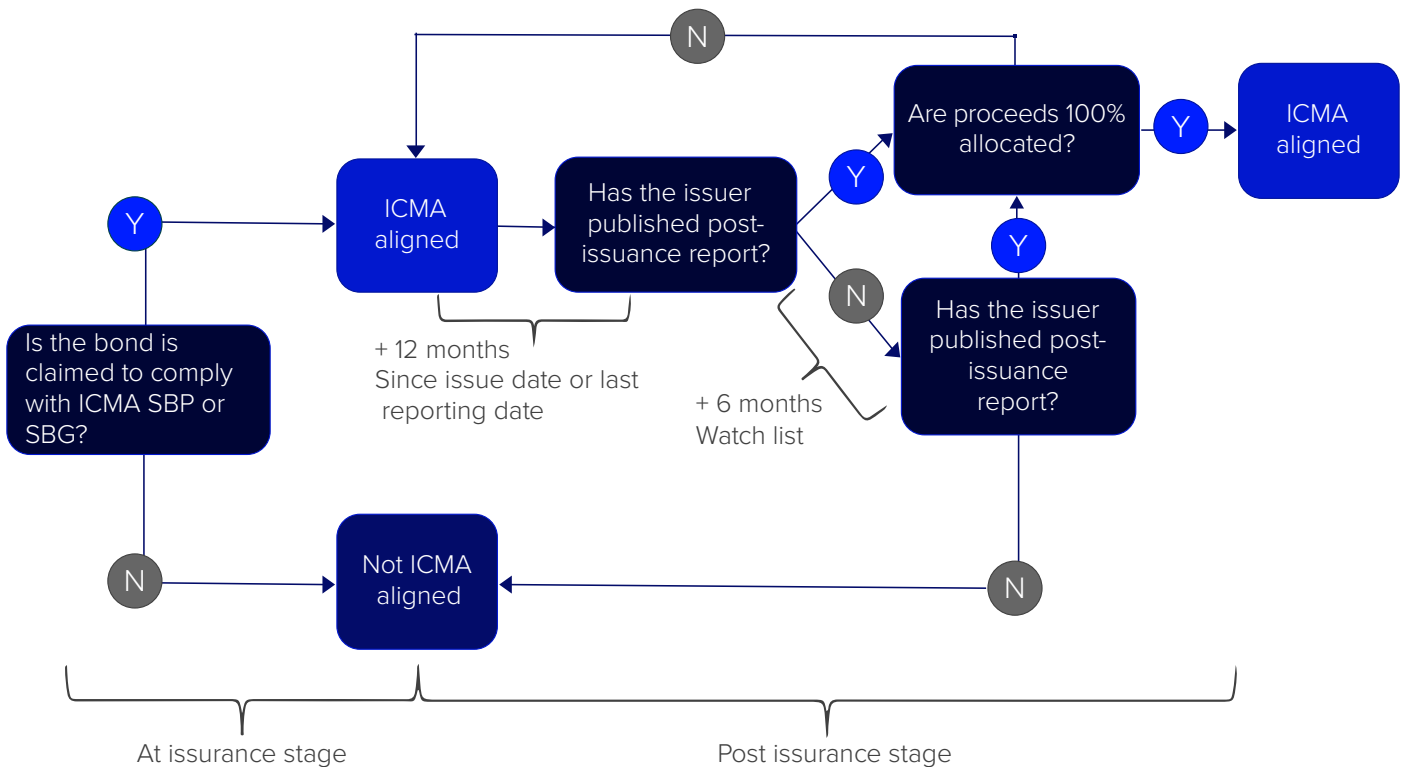 N
Are proceeds 100%
allocated?
Y
ICMA
aligned
Y
ICMA
aligned
Has the issuer
published post-
issuance report?
Y
N
Y
Is the bond is
claimed to comply
with ICMA SBP or
SBG?
+ 12 months
Since issue date or last
reporting date
+ 6 months
Watch list
Has the issuer
published post-
issuance
report?
N
Not ICMA
aligned
N
At issurance stage
Post issurance stage